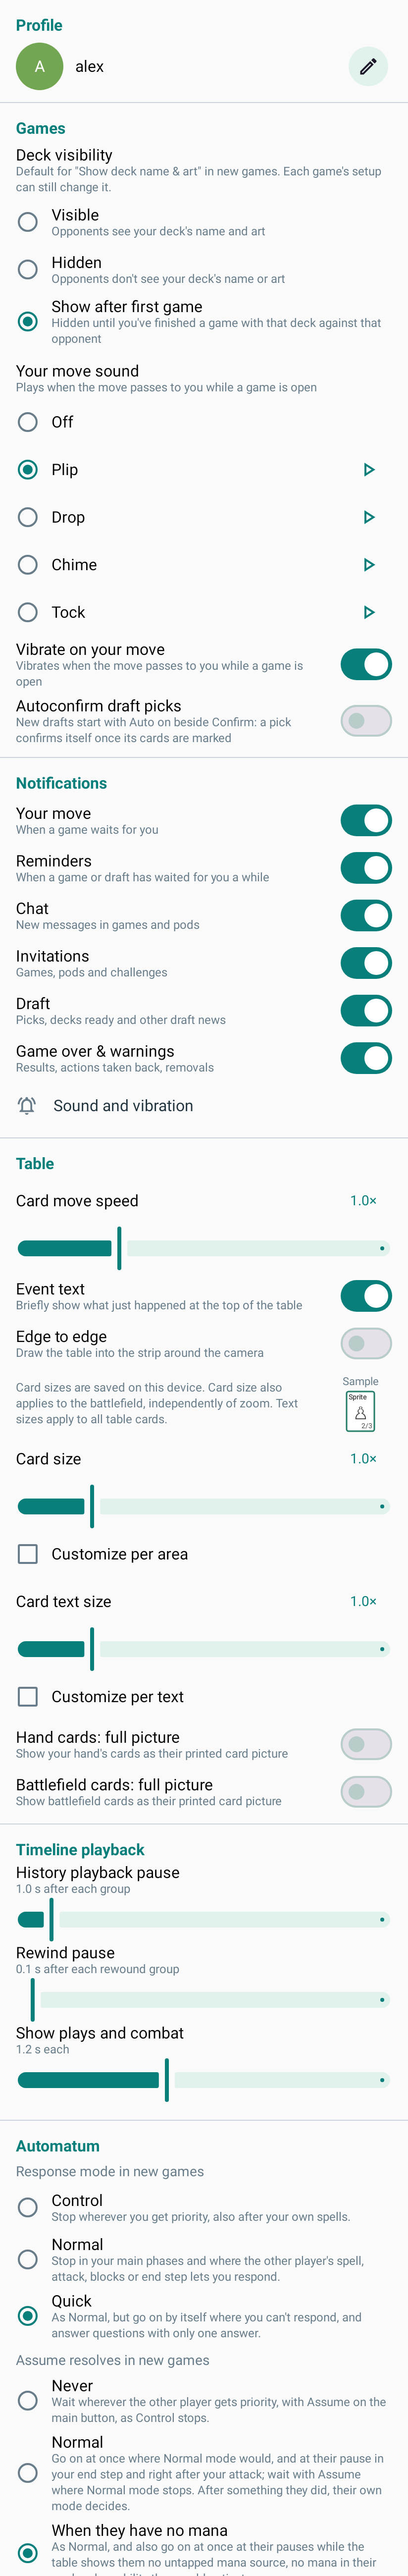 Profile
A
alex
Games
Deck visibility
Default for "Show deck name & art" in new games. Each game's setup
can still change it.
Visible
Opponents see your deck's name and art
Hidden
Opponents don't see your deck's name or art
Show after first game
Hidden until you've finished a game with that deck against that
opponent
Your move sound
Plays when the move passes to you while a game is open
Off
Plip
Drop
Chime
Tock
Vibrate on your move
Vibrates when the move passes to you while a game is
open
Autoconfirm draft picks
New drafts start with Auto on beside Confirm: a pick
confirms itself once its cards are marked
Notifications
Your move
When a game waits for you
Reminders
When a game or draft has waited for you a while
Chat
New messages in games and pods
Invitations
Games, pods and challenges
Draft
Picks, decks ready and other draft news
Game over & warnings
Results, actions taken back, removals
Sound and vibration
Table
Card move speed 1.0×
Event text
Briefly show what just happened at the top of the table
Edge to edge
Draw the table into the strip around the camera
Card sizes are saved on this device. Card size also
applies to the battlefield, independently of zoom. Text
sizes apply to all table cards.
Sample
Sprite
2/3
Card size 1.0×
Customize per area
Card text size 1.0×
Customize per text
Hand cards: full picture
Show your hand's cards as their printed card picture
Battlefield cards: full picture
Show battlefield cards as their printed card picture
Timeline playback
History playback pause
1.0 s after each group
Rewind pause
0.1 s after each rewound group
Show plays and combat
1.2 s each
Automatum
Response mode in new games
Control
Stop wherever you get priority, also after your own spells.
Normal
Stop in your main phases and where the other player's spell,
attack, blocks or end step lets you respond.
Quick
As Normal, but go on by itself where you can't respond, and
answer questions with only one answer.
Assume resolves in new games
Never
Wait wherever the other player gets priority, with Assume on the
main button, as Control stops.
Normal
Go on at once where Normal mode would, and at their pause in
your end step and right after your attack; wait with Assume
where Normal mode stops. After something they did, their own
mode decides.
When they have no mana
As Normal, and also go on at once at their pauses while the
table shows them no untapped mana source, no mana in their